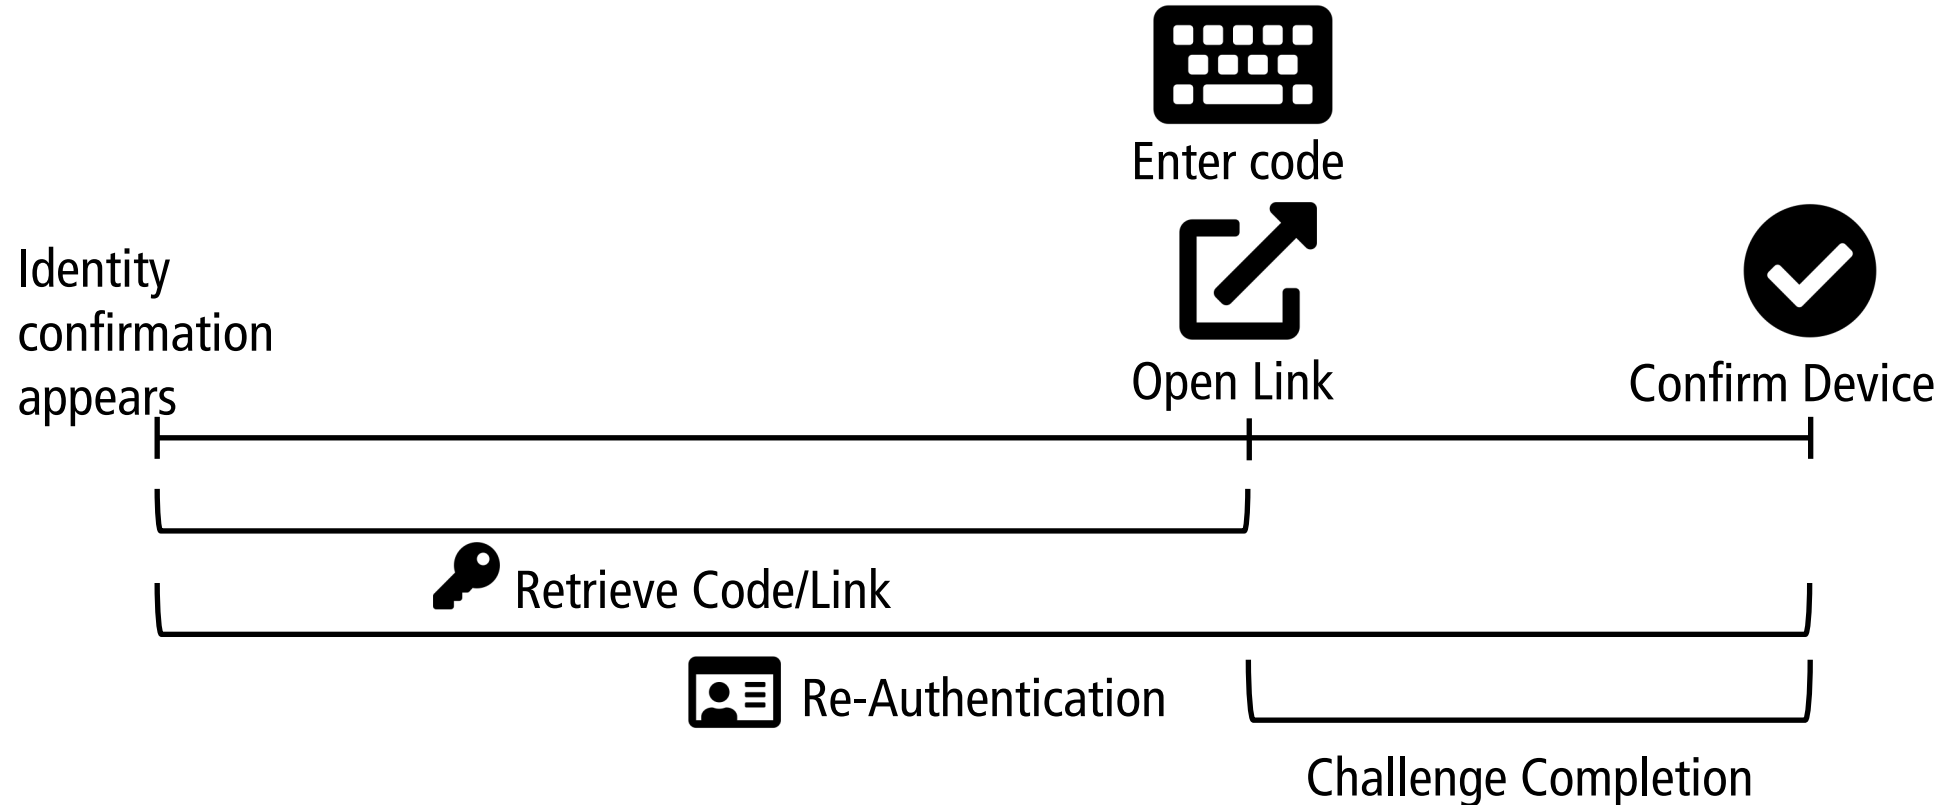 Enter code
Identity
confirmation
appears
Open Link
Confirm Device
Retrieve Code/Link
Re-Authentication
Challenge Completion